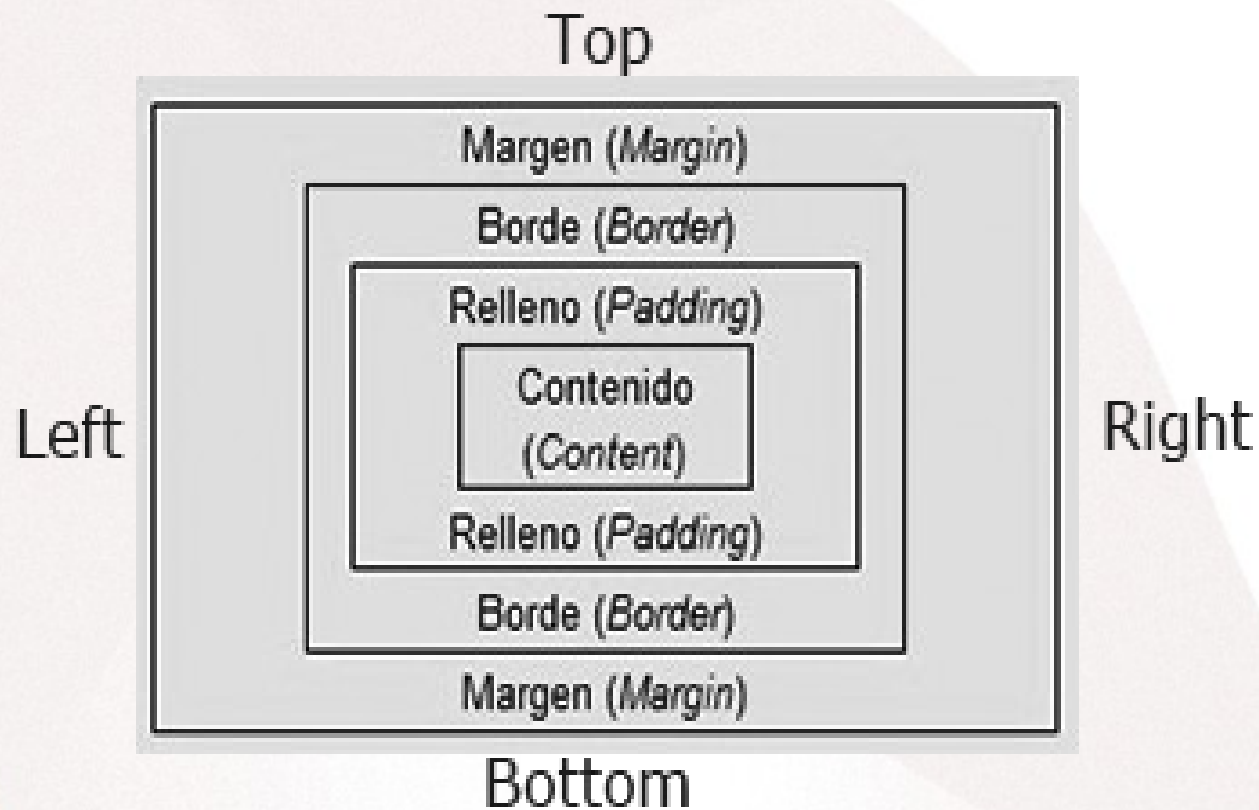 Top
Margen (Margin)
Borde (Border)
Relleno (Padding)
Contenido
(Content)
Left
Right
Relleno (Padding)
Borde (Border)
Margen (Margin)
Bottom